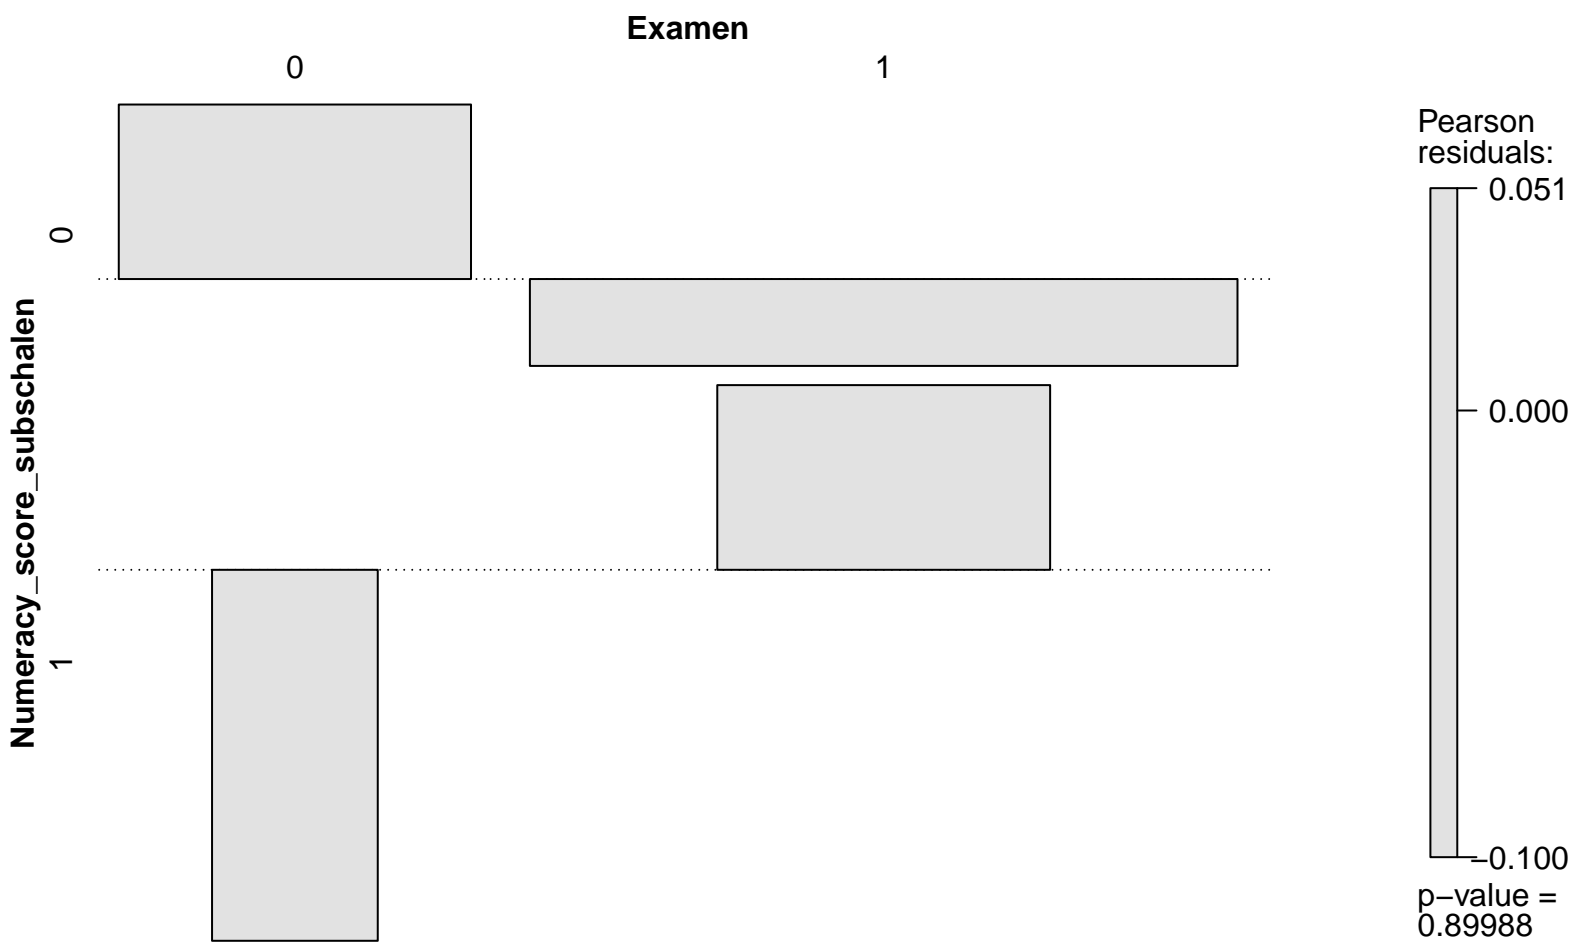 Examen
0
1
Numeracy_score_subschalen
0
1
Pearson
residuals:
0.051
0.000
−0.100
p−value =
0.89988